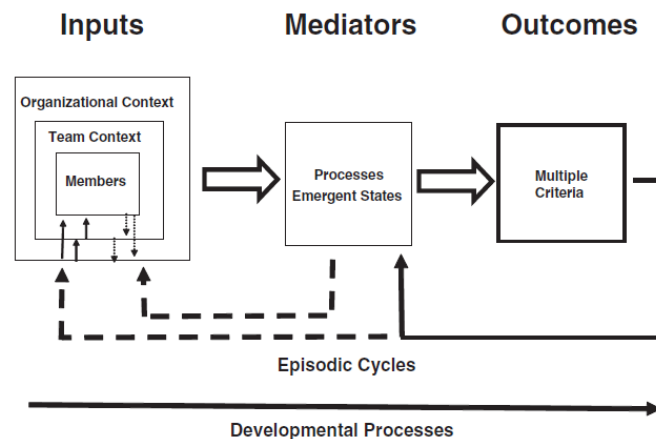 Inputs
Mediators
Outcomes
Organizational Context
Team Context
Members
Processes
Emergent States
Multiple
Criteria
Episodic Cycles
Developmental Processes